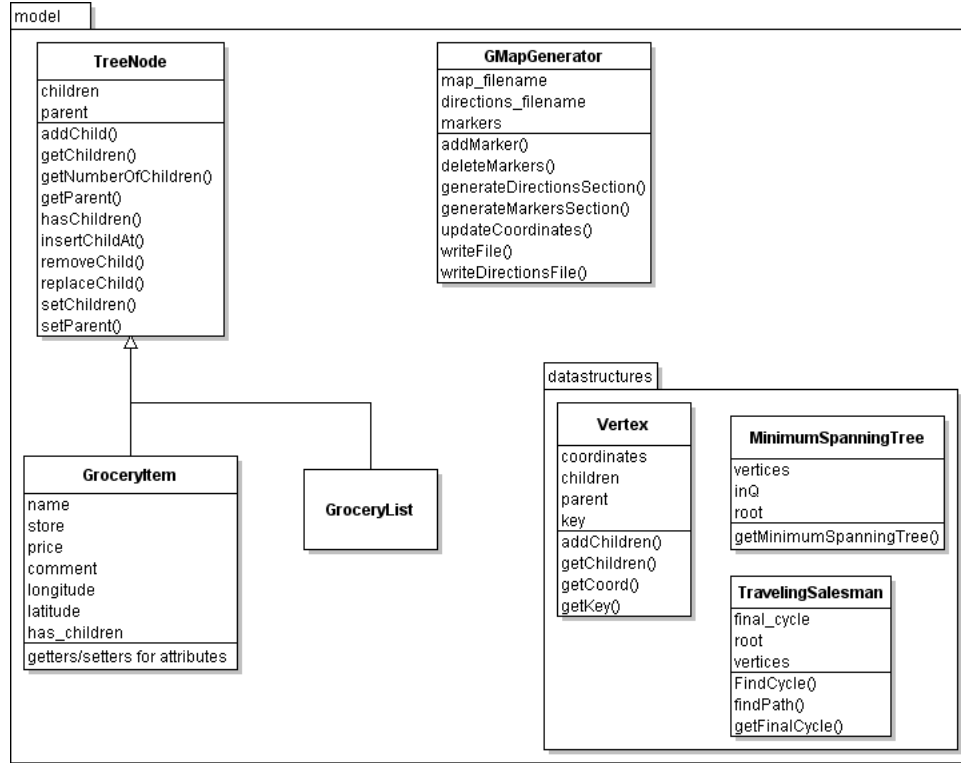 model
TreeNode
children
parent
addChild()
getChildren()
getNumberOfChildren()
getParent()
hasChildren()
insertChildAt()
removeChild()
replaceChild()
setChildren()
setParent()
GMapGenerator
map_filename
directions_filename
markers
addMarker()
deleteMarkers()
generateDirectionsSection()
generateMarkersSection()
updateCoordinates()
writeFile()
writeDirectionsFile()
GroceryItem
name
store
price
comment
longitude
latitude
has_children
getters/setters for attributes
GroceryList
datastructures
Vertex
coordinates
children
parent
key
addChildren()
getChildren()
getCoord()
getKey()
MinimumSpanningTree
vertices
inQ
root
getMinimumSpanningTree()
TravelingSalesman
final_cycle
root
vertices
FindCycle()
findPath()
getFinalCycle()